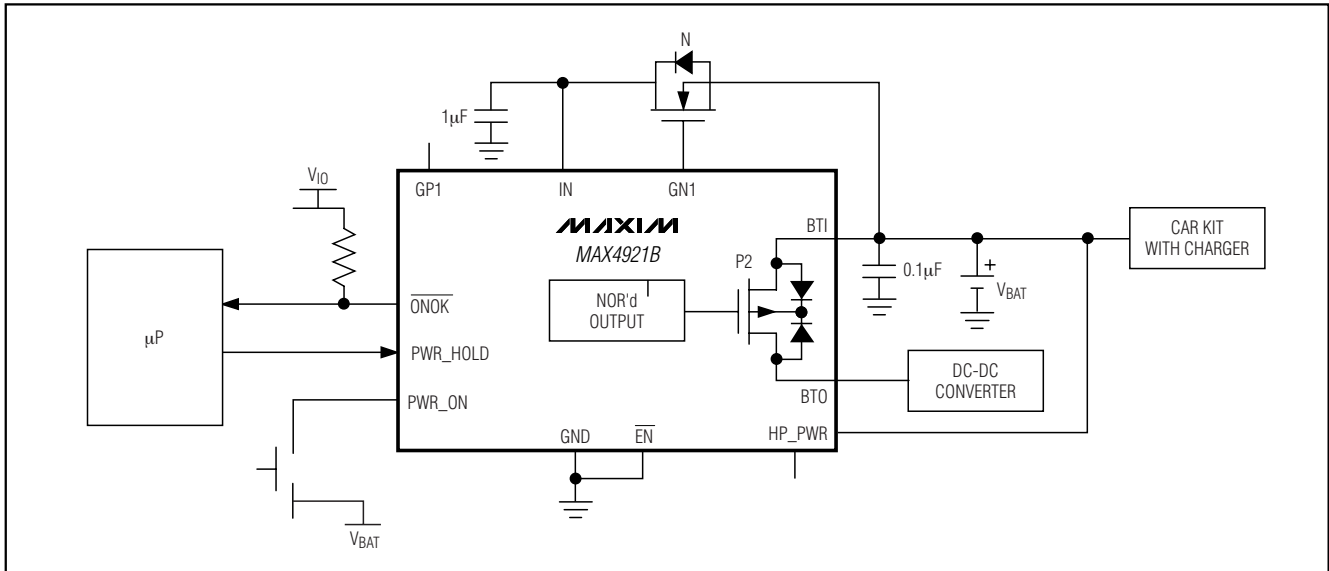 N
1μF
V_IO
GP1
IN
GN1
MAXIM
MAX4921B
BTI
P2
0.1μF
+
V_BAT
CAR KIT
WITH CHARGER
NOR'd
OUTPUT
μP
ONOK
PWR_HOLD
PWR_ON
DC-DC
CONVERTER
BTO
HP_PWR
GND
EN
V_BAT